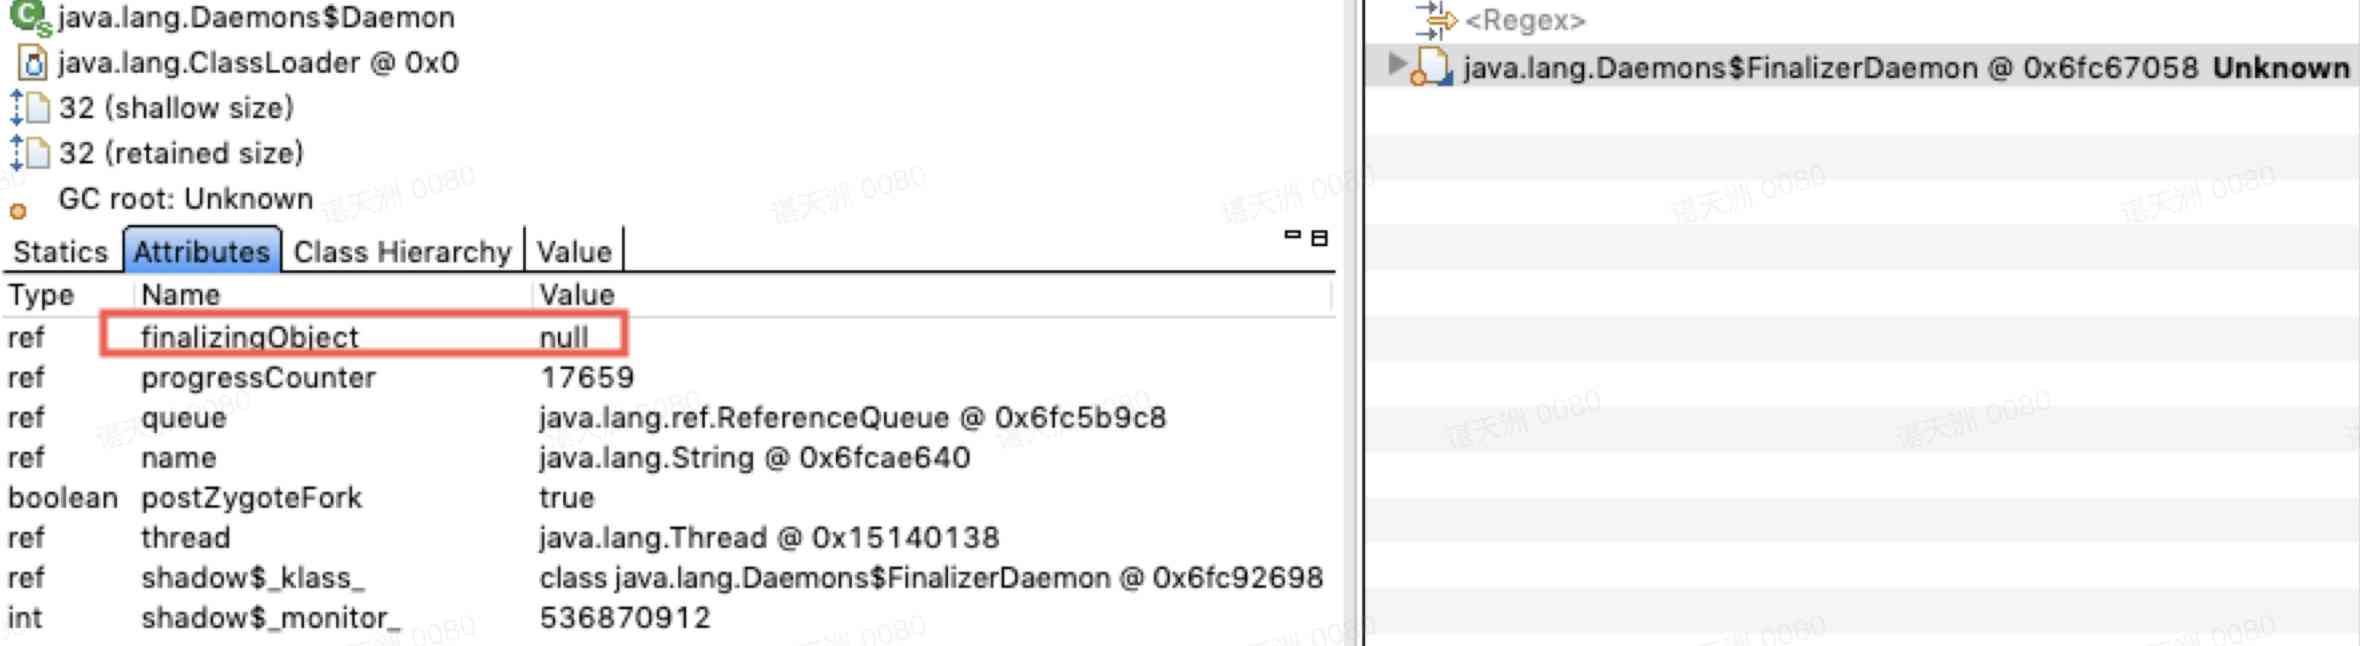 java.lang.Daemons$Daemon
java.lang.ClassLoader @ 0x0
32 (shallow size)
32 (retained size)
GC root: Unknown
Statics Attributes Class Hierarchy Value
Type Name Value
ref finalizingObject null
ref progressCounter 17659
ref queue java.lang.ref.ReferenceQueue @ 0x6fc5b9c8
ref name java.lang.String @ 0x6fcae640
boolean postZygoteFork true
ref thread java.lang.Thread @ 0x15140138
ref shadow$_klass_ class java.lang.Daemons$FinalizerDaemon @ 0x6fc92698
int shadow$_monitor_ 536870912
<Regex>
java.lang.Daemons$FinalizerDaemon @ 0x6fc67058 Unknown
谌天洲 0080